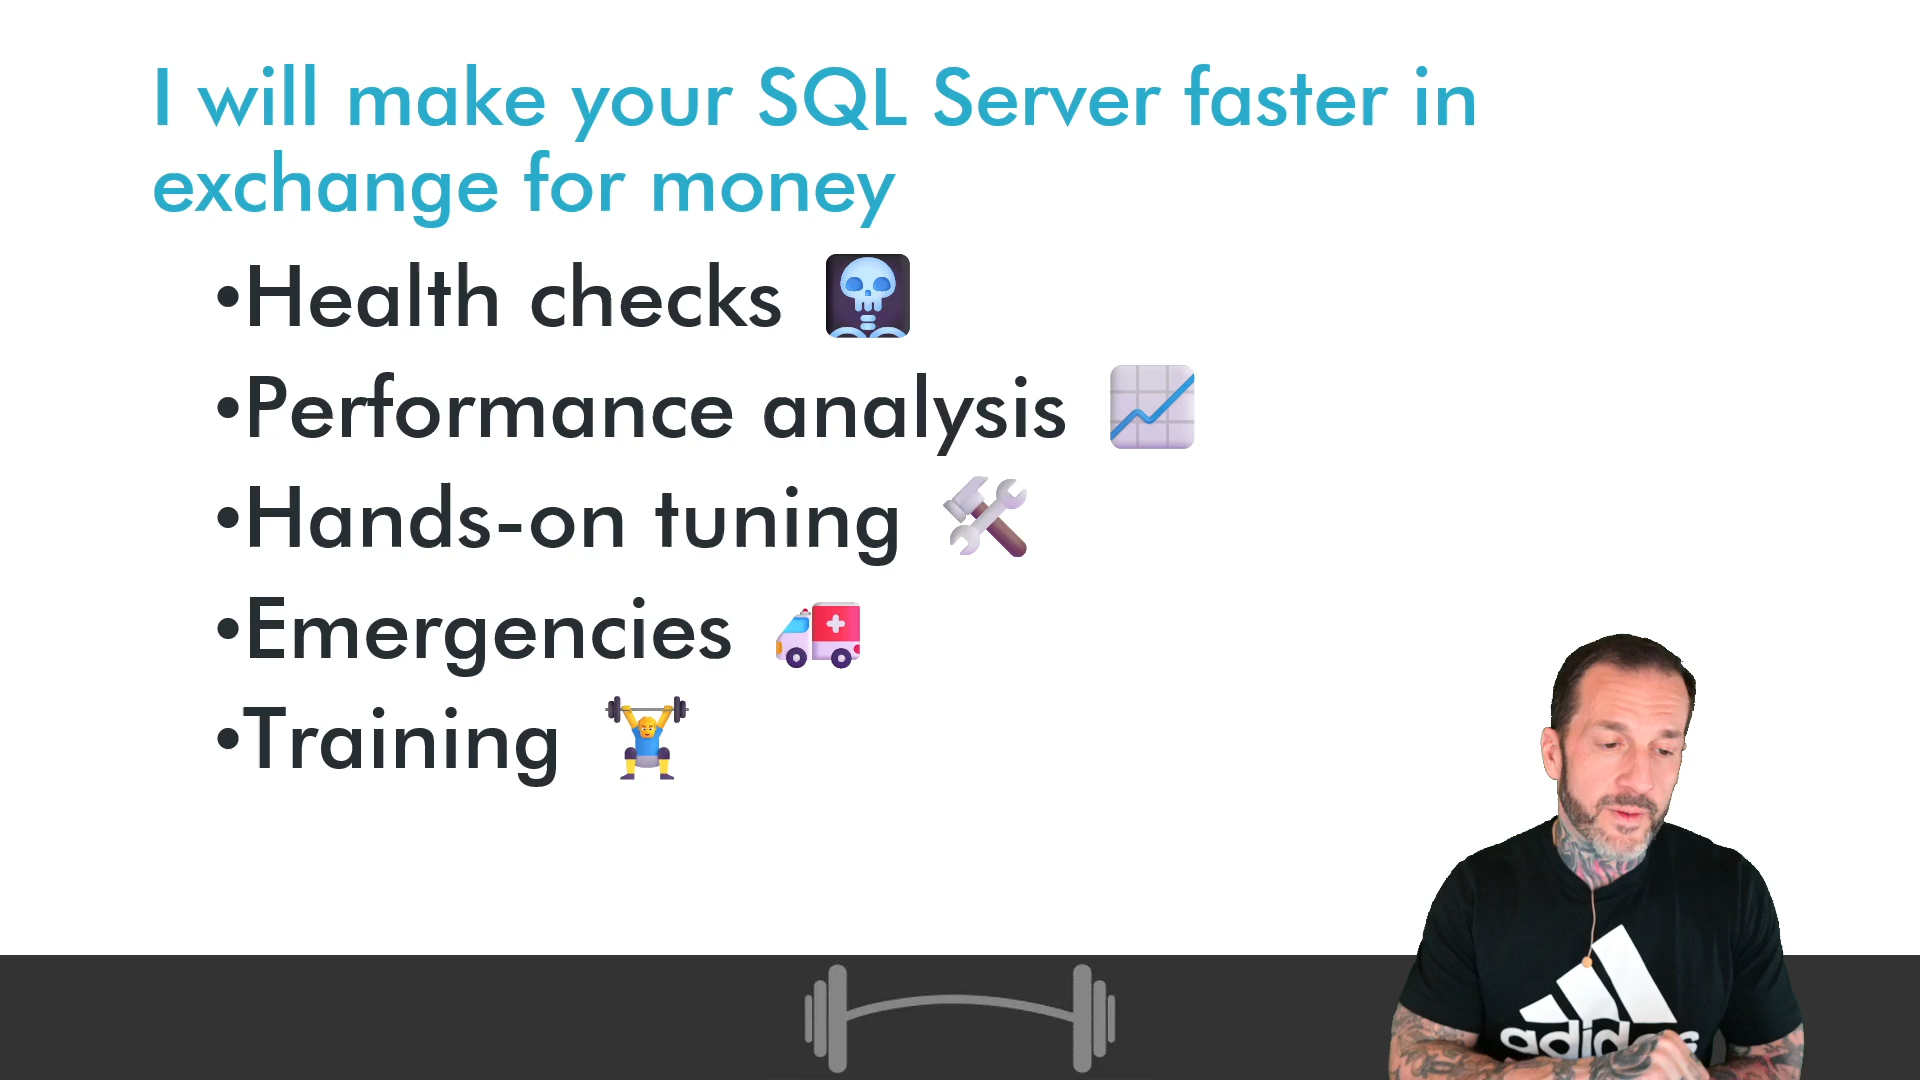 I will make your SQL Server faster in
exchange for money
•Health checks
•Performance analysis
•Hands-on tuning
•Emergencies
•Training
adidas